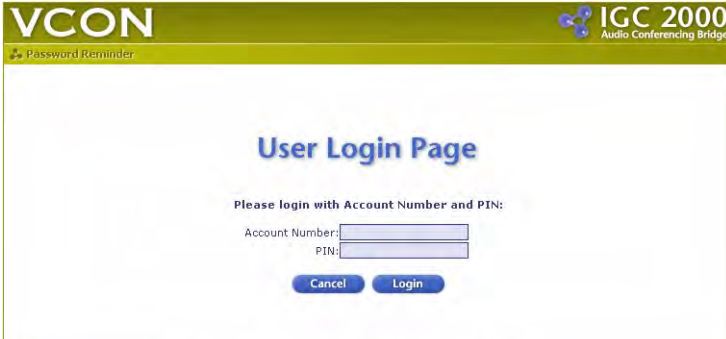 VCON
IGC 2000
Audio Conferencing Bridge
Password Reminder
User Login Page
Please login with Account Number and PIN:
Account Number:
PIN:
Cancel Login